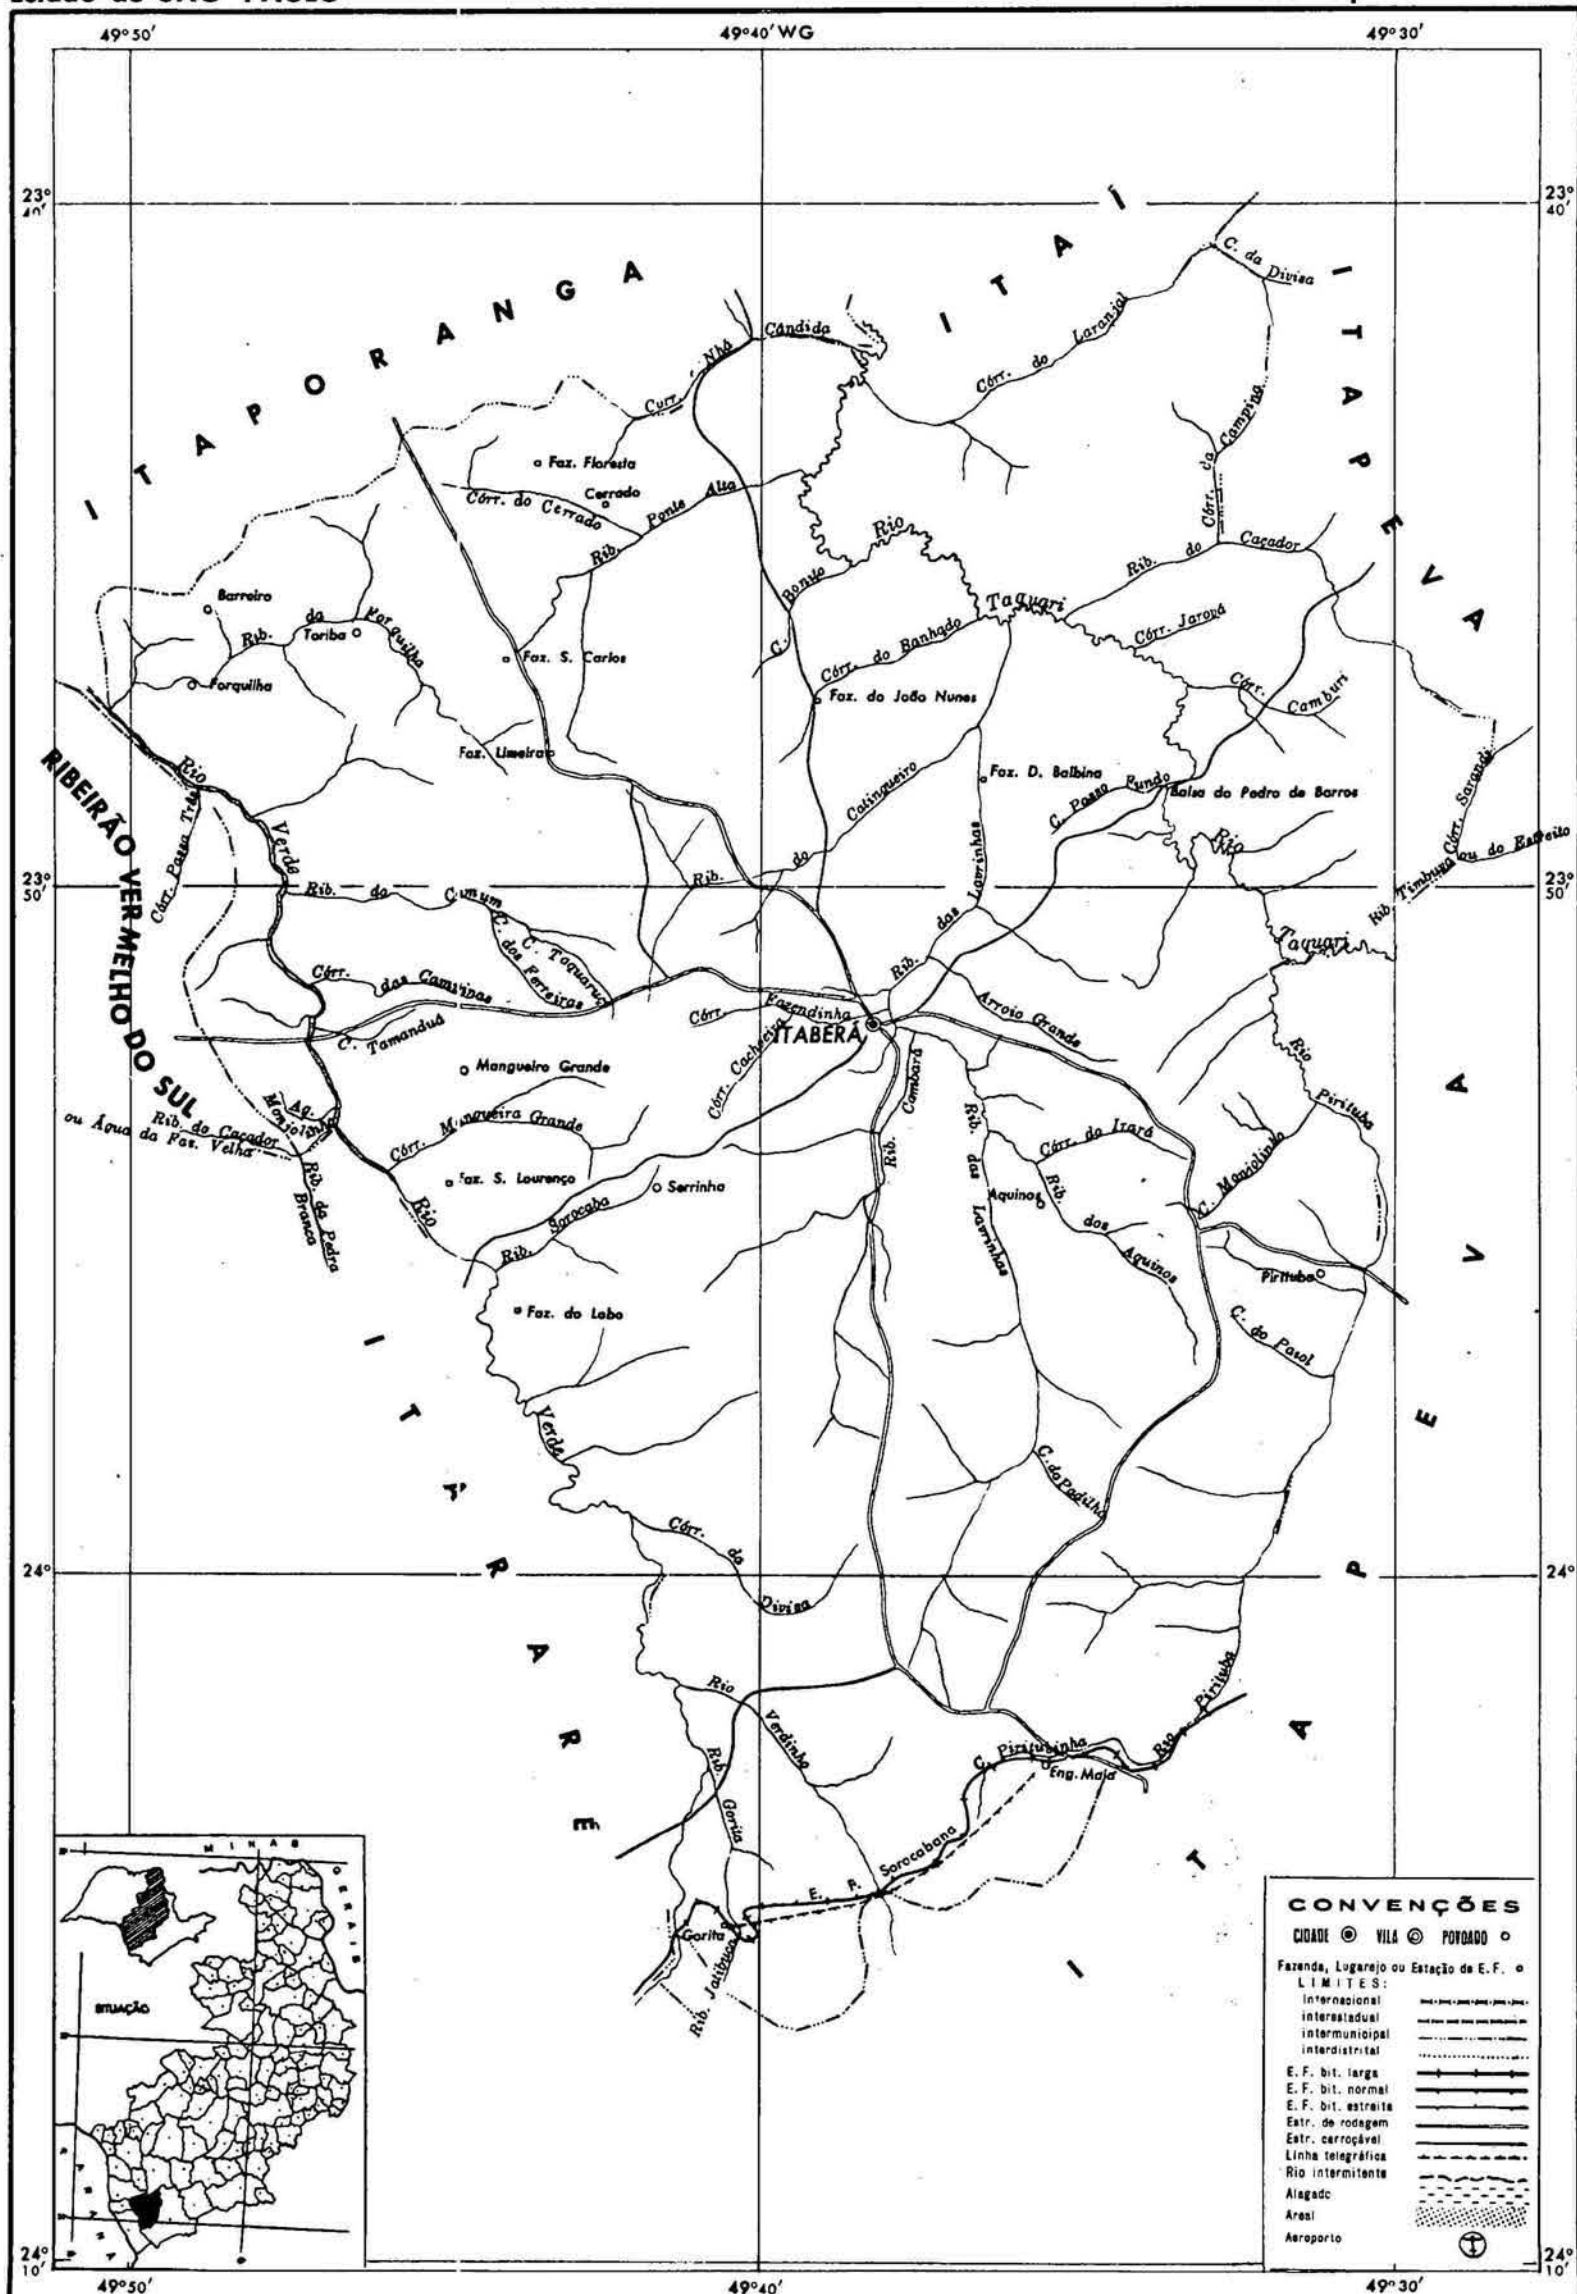 Estado de SÃO PAULO
49°50' 49°40' WG 49°30'
23° 40'
23° 40'
ITAPORANGA
ITAÍ
ITAPEVA
C. da Divisa
Cândida
Nhá
Curr.
Córr. do Laranjal
Córr. da Campina
Faz. Floresta
Cerrado
Córr. do Cerrado
Rib. Ponte Alta
Rio
Taquari
C. Bonito
Rib. do Caçador
Córr. Jarová
Barreiro
Rib. da Forquilha
Toriba
Forquilha
Faz. S. Carlos
Córr. do Banhado
Faz. do João Nunes
Córr. Camburi
Faz. Limeira
Faz. D. Balbina
C. Passo Fundo
Balsa do Pedro de Barros
Rib. do Catingueiro
Rib. das Lavrinhas
Córr. Sarandi
Rib. Timbuva ou do Estreito
RIBEIRÃO VERMELHO DO SUL
Rio Verde
Córr. Passa Três
23° 50'
23° 50'
Rib. do Cumum
C. dos Ferreiras
C. Taquaruçu
Rio
Taquari
Córr. das Campinas
C. Tamanduá
Córr. Fazendinha
Córr. Cachoeira
ITABERÁ
Arroio Grande
Rio Pirituba
Mangueiro Grande
Córr. Mangueira Grande
Rib. Cambará
Aq. Monjolinho
Rib. do Caçador
ou Água da Faz. Velha
Rib. da Pedra Branca
Faz. S. Lourenço
Serrinha
Rib. Sorocaba
Rio
Rib. das Lavrinhas
Córr. do Irará
Aquinos
Rib. dos Aquinos
C. Monjolinho
Pirituba
C. do Paiol
Faz. do Lobo
Verde
ITARARÉ
ITAPEVA
C. do Padilha
Córr. da Divisa
24°
24°
Rio Verdinho
Rib. Gorita
C. Piritubinha
Eng. Maia
Rio Pirituba
E. F. Sorocabana
Gorita
Rib. Jatibuca
MINAS GERAIS
SITUAÇÃO
PARANÁ
CONVENÇÕES
CIDADE VILA POVOADO
Fazenda, Lugarejo ou Estação de E.F.
LIMITES:
Internacional
interestadual
intermunicipal
interdistrital
E.F. bit. larga
E.F. bit. normal
E.F. bit. estreita
Estr. de rodagem
Estr. carroçável
Linha telegráfica
Rio intermitente
Alagado
Areal
Aeroporto
24° 10'
24° 10'
49°50' 49°40' 49°30'